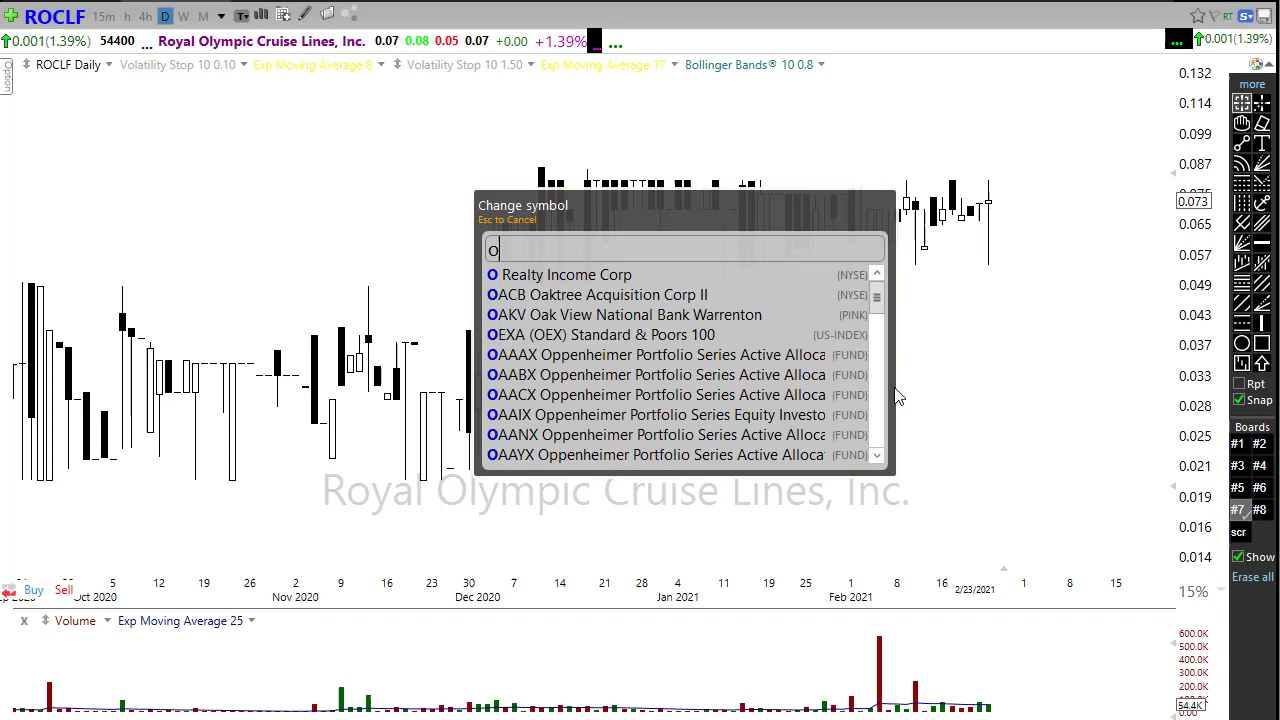 ROCLF 15m h 4h D W M T
RT S
0.001(1.39%) 54400 ... Royal Olympic Cruise Lines, Inc. 0.07 0.08 0.05 0.07 +0.00 +1.39% ... ...
... 0.001(1.39%)
Option
ROCLF Daily Volatility Stop 10 0.10 Exp Moving Average 8 Volatility Stop 10 1.50 Exp Moving Average 17 Bollinger Bands® 10 0.8
0.132
0.114
0.099
0.087
0.073
0.065
0.057
0.049
0.043
0.037
0.033
0.028
0.025
0.021
0.019
0.016
0.014
more
T
Rpt
Snap
Boards
#1 #2
#3 #4
#5 #6
#7 #8
scr
Show
Erase all
Change symbol
Esc to Cancel
O
O Realty Income Corp (NYSE)
OACB Oaktree Acquisition Corp II (NYSE)
OAKV Oak View National Bank Warrenton (PINK)
OEXA (OEX) Standard & Poors 100 (US-INDEX)
OAAAX Oppenheimer Portfolio Series Active Alloca (FUND)
OAABX Oppenheimer Portfolio Series Active Alloca (FUND)
OAACX Oppenheimer Portfolio Series Active Alloca (FUND)
OAAIX Oppenheimer Portfolio Series Equity Investo (FUND)
OAANX Oppenheimer Portfolio Series Active Alloca (FUND)
OAAYX Oppenheimer Portfolio Series Active Alloca (FUND)
Royal Olympic Cruise Lines, Inc.
5 12 19 26 2 9 16 23 30 7 14 21 28 4 11 19 25 1 8 16 1 8 15
Buy Sell
Oct 2020 Nov 2020 Dec 2020 Jan 2021 Feb 2021 2/23/2021
15%
X Volume Exp Moving Average 25
600.0K
500.0K
400.0K
300.0K
200.0K
100.0K
54.4K